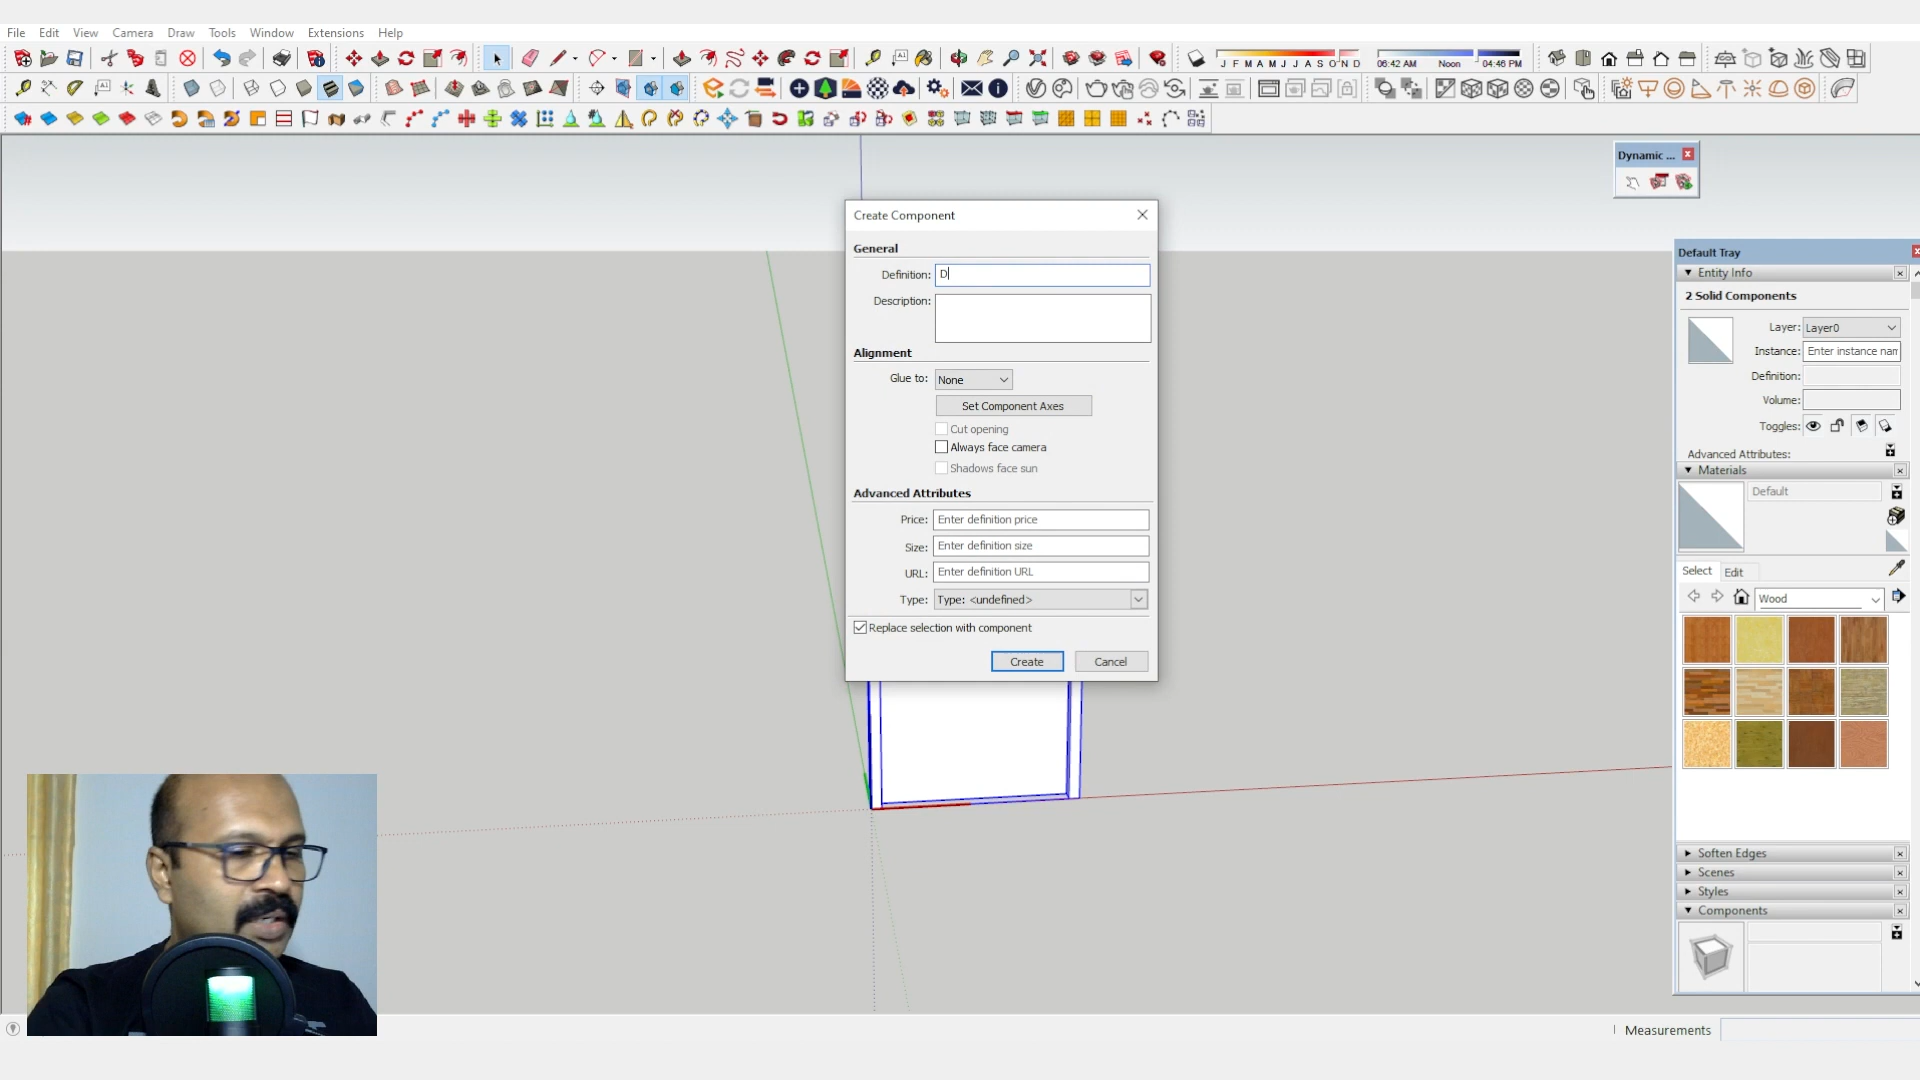 File Edit View Camera Draw Tools Window Extensions Help
J F M A M J J A S O N D 06:42 AM Noon 04:46 PM
Dynamic ...
Create Component
General
Definition: D
Description:
Alignment
Glue to: None
Set Component Axes
Cut opening
Always face camera
Shadows face sun
Advanced Attributes
Price: Enter definition price
Size: Enter definition size
URL: Enter definition URL
Type: Type: <undefined>
Replace selection with component
Create Cancel
Default Tray
Entity Info
2 Solid Components
Layer: Layer0
Instance: Enter instance nam
Definition:
Volume:
Toggles:
Advanced Attributes:
Materials
Default
Select Edit
Wood
Soften Edges
Scenes
Styles
Components
Measurements